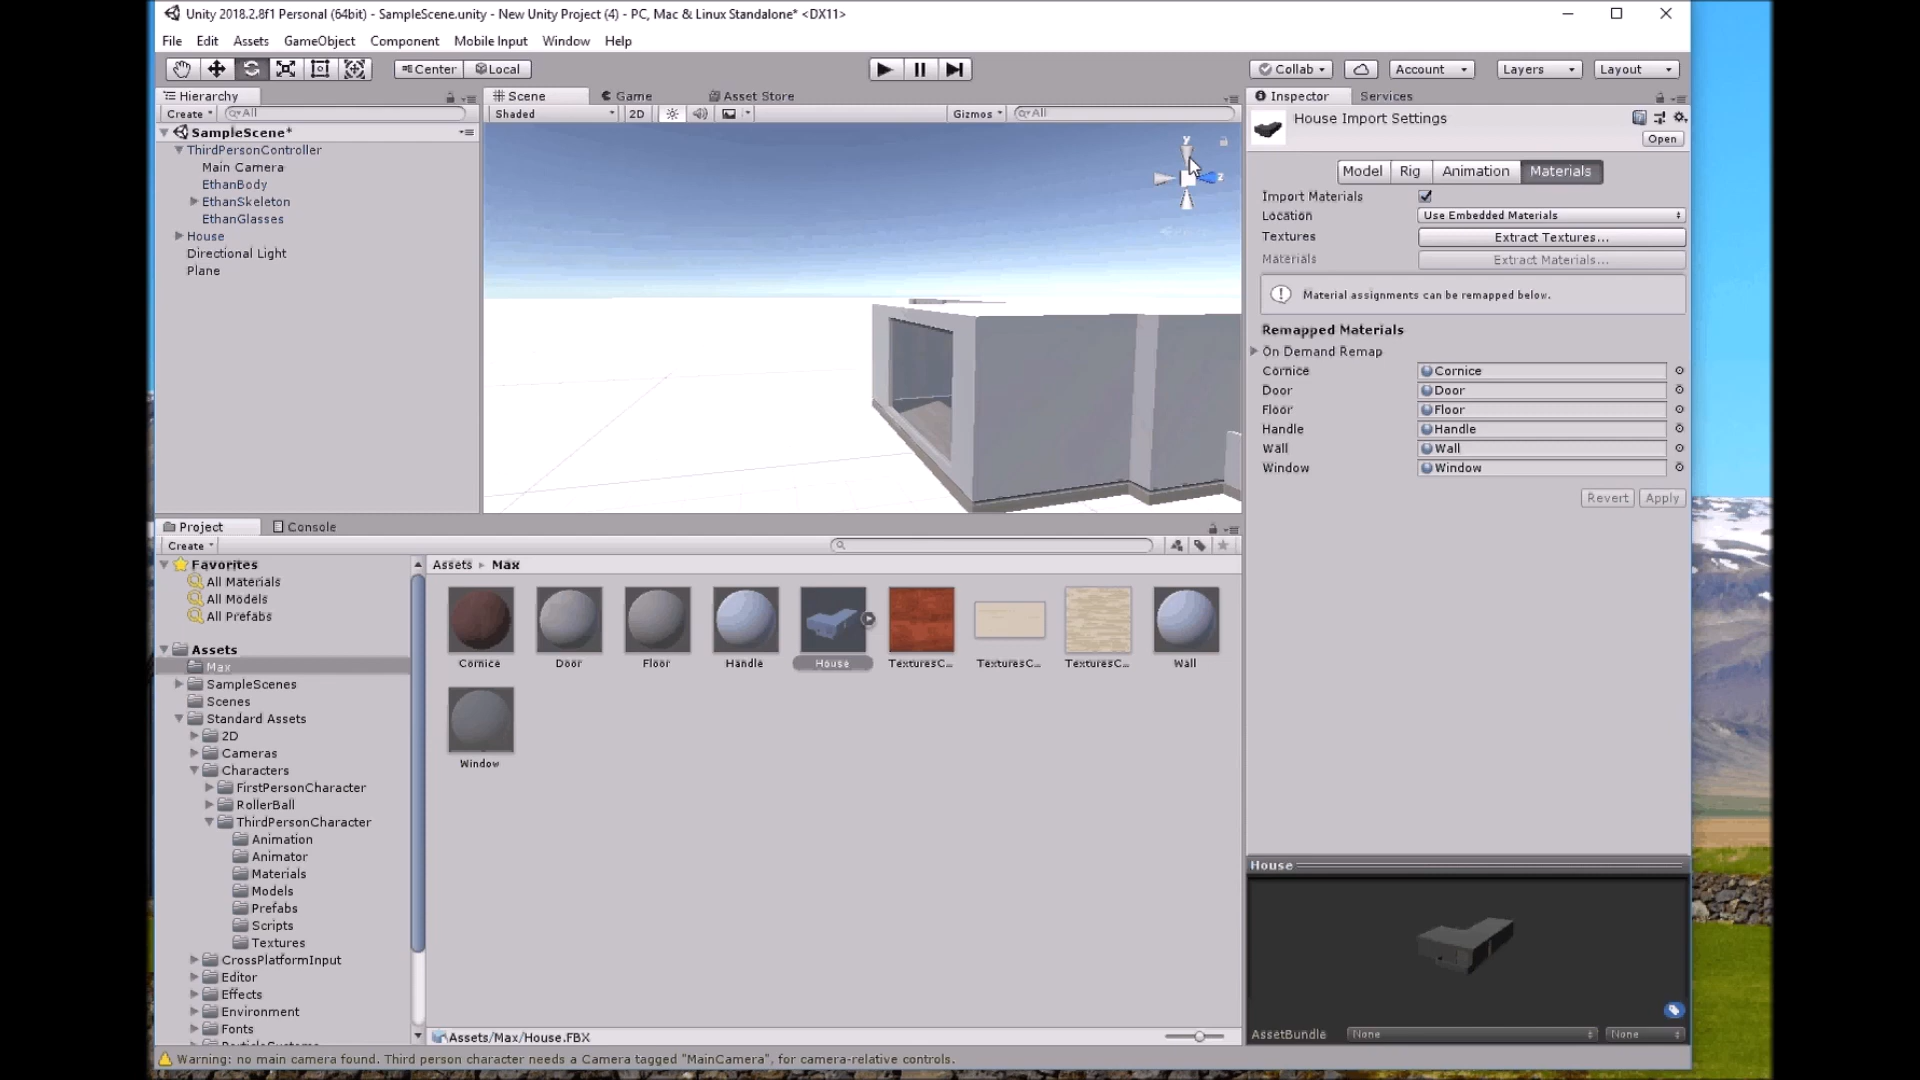 Unity 2018.2.8f1 Personal (64bit) - SampleScene.unity - New Unity Project (4) - PC, Mac & Linux Standalone* <DX11>
File Edit Assets GameObject Component Mobile Input Window Help
Center Local Collab Account Layers Layout
Hierarchy
Create All
SampleScene*
ThirdPersonController
Main Camera
EthanBody
EthanSkeleton
EthanGlasses
House
Directional Light
Plane
Scene Game Asset Store
Shaded 2D Gizmos All
y
z
Inspector Services
House Import Settings
Open
Model Rig Animation Materials
Import Materials
Location Use Embedded Materials
Textures Extract Textures...
Materials Extract Materials...
Material assignments can be remapped below.
Remapped Materials
On Demand Remap
Cornice Cornice
Door Door
Floor Floor
Handle Handle
Wall Wall
Window Window
Revert Apply
Project Console
Create
Favorites
All Materials
All Models
All Prefabs
Assets
Max
SampleScenes
Scenes
Standard Assets
2D
Cameras
Characters
FirstPersonCharacter
RollerBall
ThirdPersonCharacter
Animation
Animator
Materials
Models
Prefabs
Scripts
Textures
CrossPlatformInput
Editor
Effects
Environment
Fonts
Assets Max
Cornice Door Floor Handle House TexturesC... TexturesC... TexturesC... Wall
Window
Assets/Max/House.FBX
House
AssetBundle None None
Warning: no main camera found. Third person character needs a Camera tagged "MainCamera", for camera-relative controls.